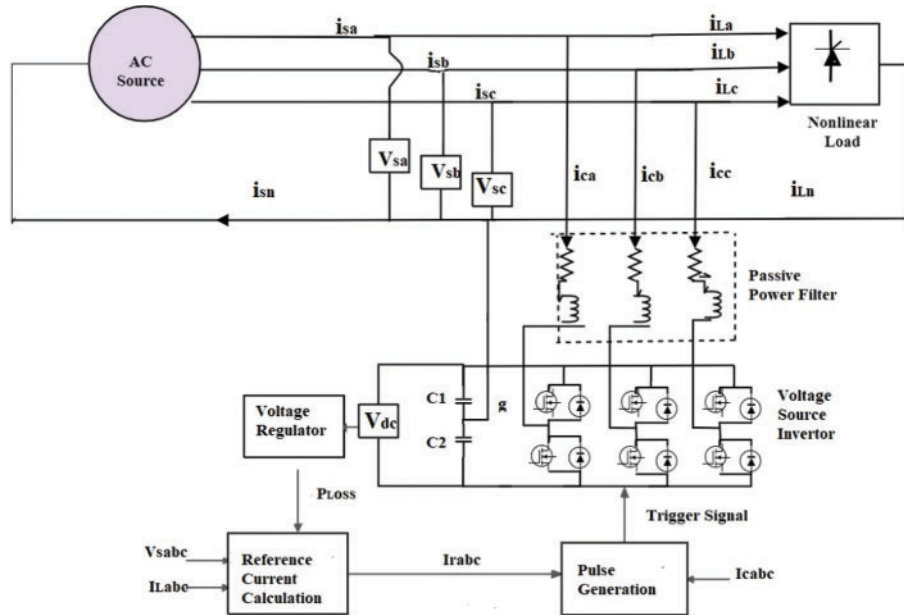 isa
iLa
AC
Source
isb
iLb
isc
iLc
Nonlinear
Load
Vsa
Vsb
Vsc
isn
ica
icb
icc
iLn
Passive
Power Filter
Voltage
Regulator
Vdc
C1
C2
Voltage
Source
Invertor
PLoss
Trigger Signal
Vsabc
ILabc
Reference
Current
Calculation
Irabc
Pulse
Generation
Icabc